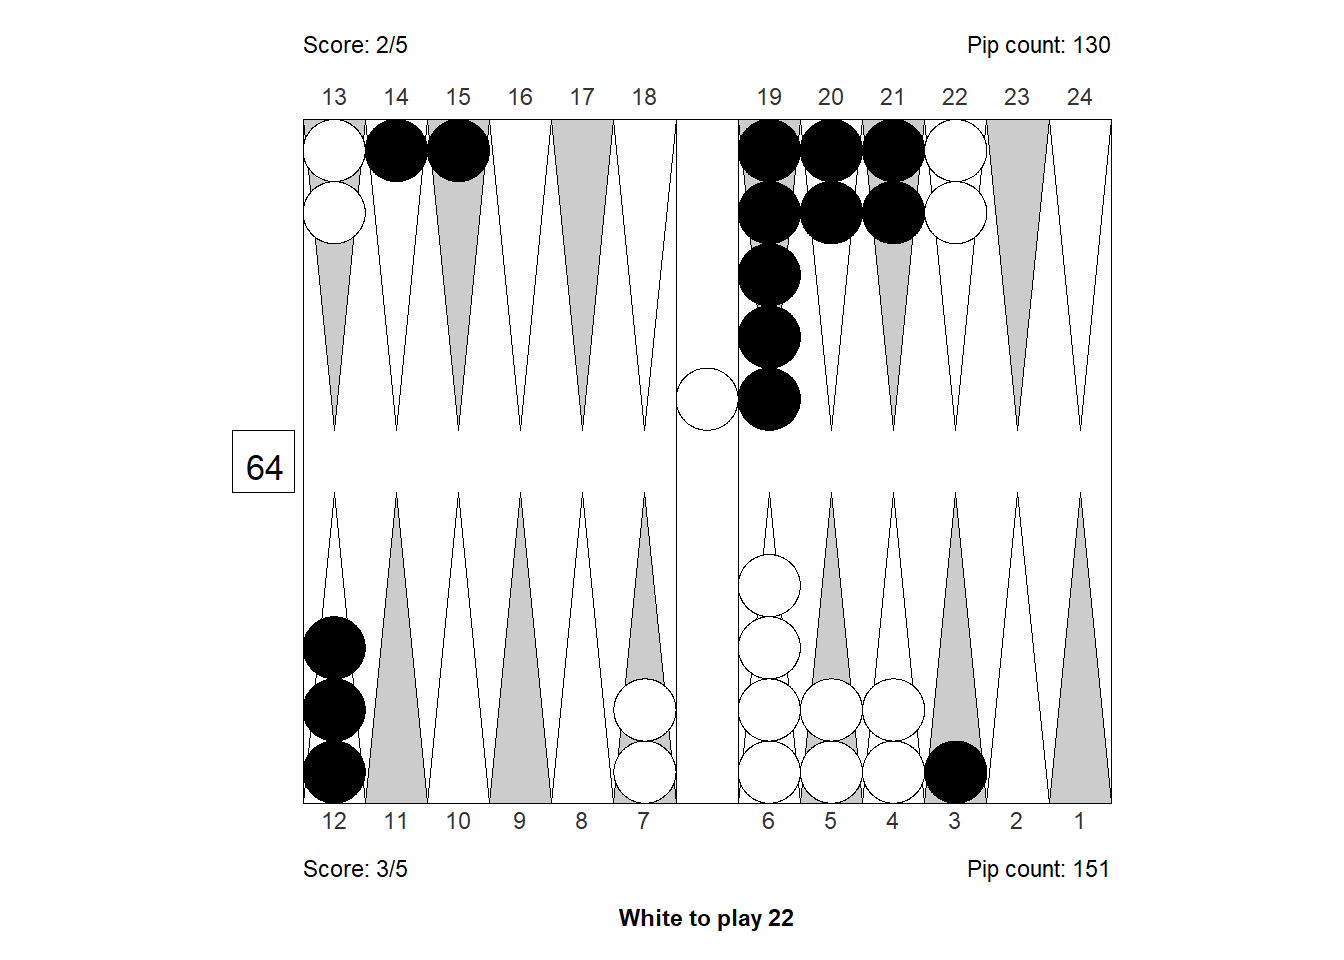 Score: 2/5 Pip count: 130
13 14 15 16 17 18 19 20 21 22 23 24
64
12 11 10 9 8 7 6 5 4 3 2 1
Score: 3/5 Pip count: 151
White to play 22